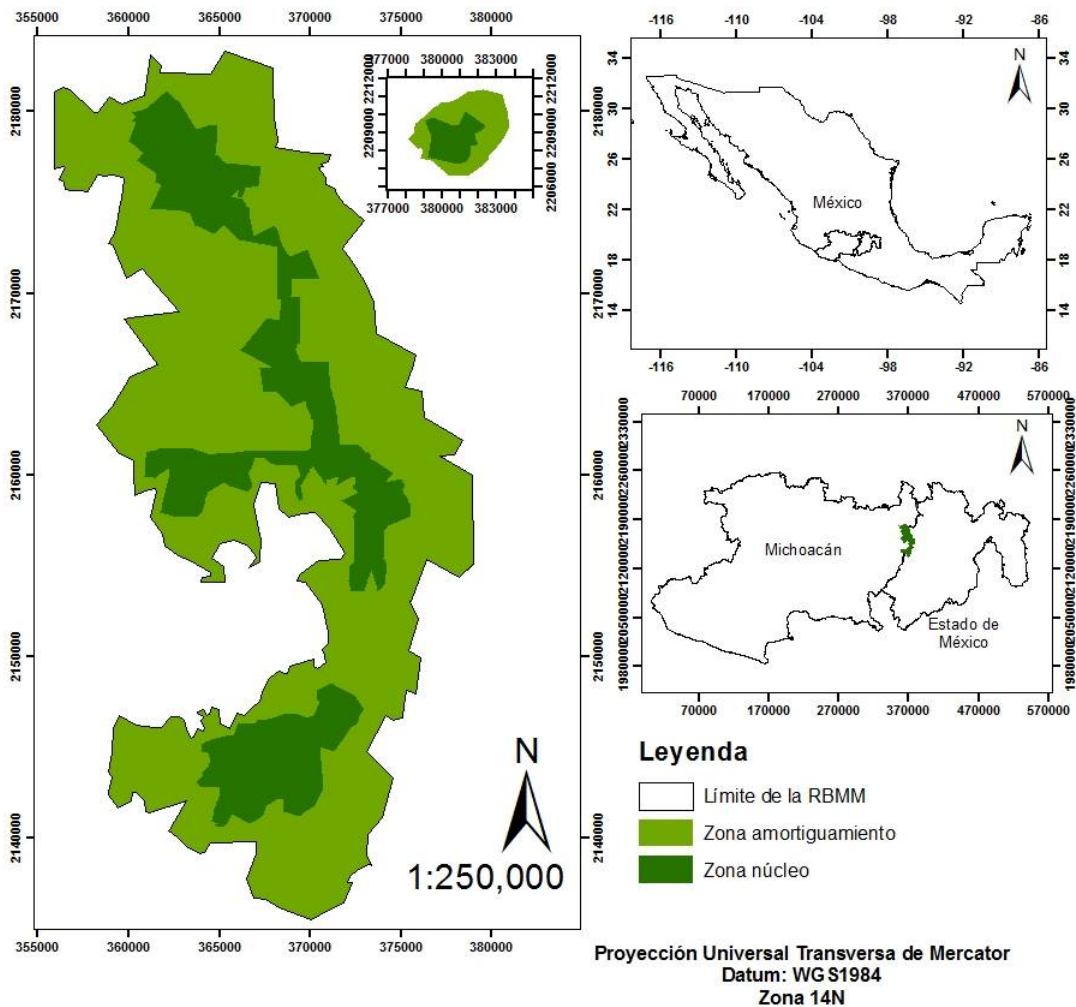 355000 360000 365000 370000 375000 380000
2180000
2170000
2160000
2150000
2140000
2180000
2170000
2160000
2150000
2140000
377000 380000 383000
2212000
2209000
2206000
2212000
2209000
2206000
377000 380000 383000
N
1:250,000
355000 360000 365000 370000 375000 380000
-116 -110 -104 -98 -92 -86
34
30
26
22
18
14
34
30
26
22
18
14
N
México
-116 -110 -104 -98 -92 -86
70000 170000 270000 370000 470000 570000
2330000
2260000
2190000
2120000
2050000
1980000
2330000
2260000
2190000
2120000
2050000
1980000
N
Michoacán
Estado de
México
70000 170000 270000 370000 470000 570000
Leyenda
Límite de la RBMM
Zona amortiguamiento
Zona núcleo
Proyección Universal Transversa de Mercator
Datum: WGS1984
Zona 14N